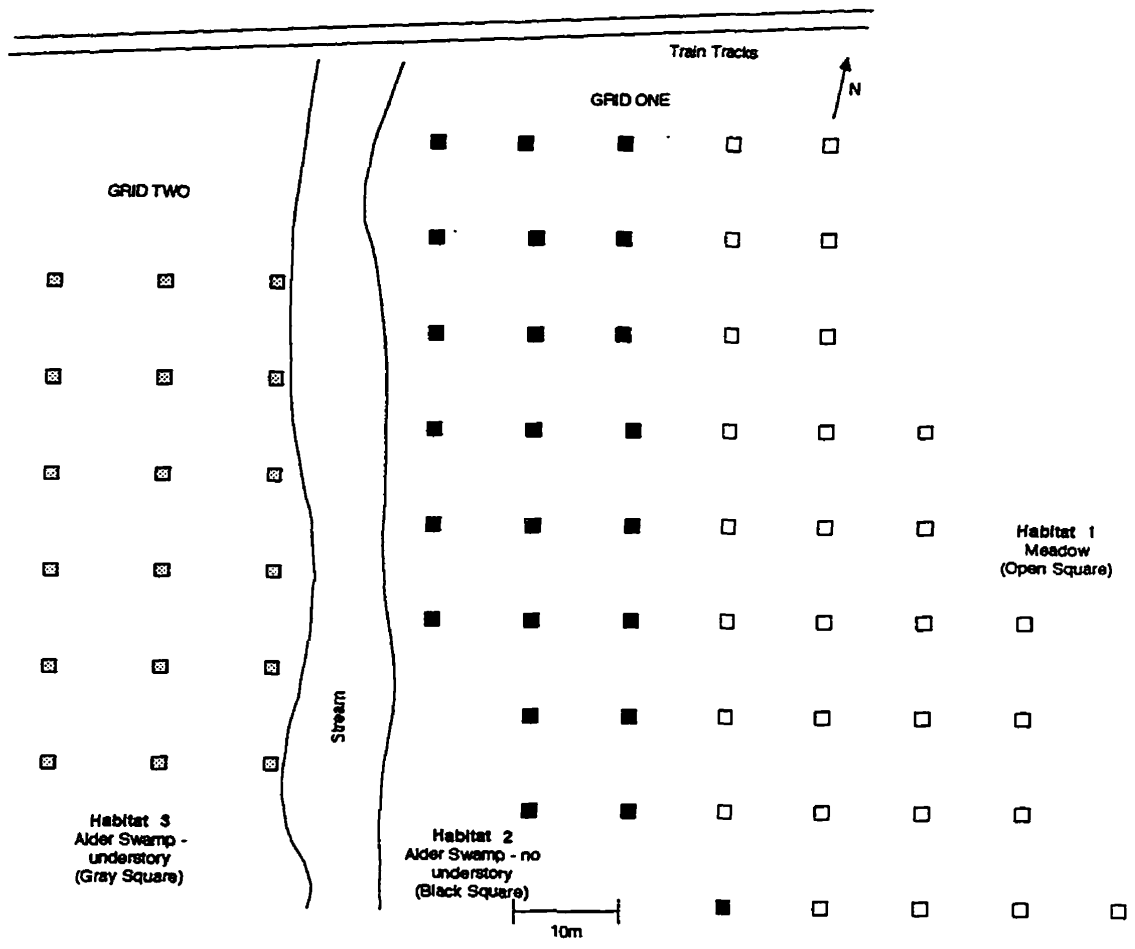 Train Tracks
N
GRID ONE
GRID TWO
Habitat 1
Meadow
(Open Square)
Stream
Habitat 3
Alder Swamp -
understory
(Gray Square)
Habitat 2
Alder Swamp - no
understory
(Black Square)
10m